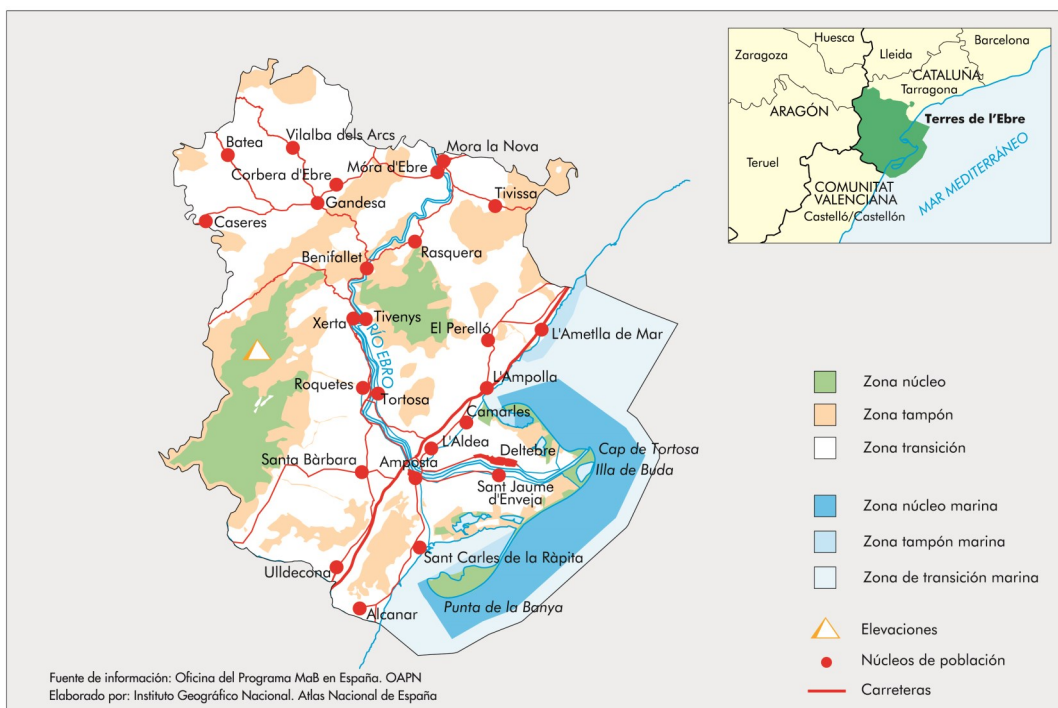 Batea
Vilalba dels Arcs
Mora la Nova
Corbera d'Ebre
Móra d'Ebre
Tivissa
Gandesa
Caseres
Rasquera
Benifallet
Xerta
Tivenys
RÍO EBRO
El Perelló
L'Ametlla de Mar
Roquetes
Tortosa
L'Ampolla
Camarles
L'Aldea
Deltebre
Cap de Tortosa
Santa Bàrbara
Amposta
Illa de Buda
Sant Jaume
d'Enveja
Sant Carles de la Ràpita
Ulldecona
Punta de la Banya
Alcanar
Huesca
Barcelona
Zaragoza
Lleida
CATALUÑA
Tarragona
ARAGÓN
Terres de l'Ebre
Teruel
MAR MEDITERRÁNEO
COMUNITAT
VALENCIANA
Castelló/Castellón
Zona núcleo
Zona tampón
Zona transición
Zona núcleo marina
Zona tampón marina
Zona de transición marina
Elevaciones
Núcleos de población
Carreteras
Fuente de información: Oficina del Programa MaB en España. OAPN
Elaborado por: Instituto Geográfico Nacional. Atlas Nacional de España